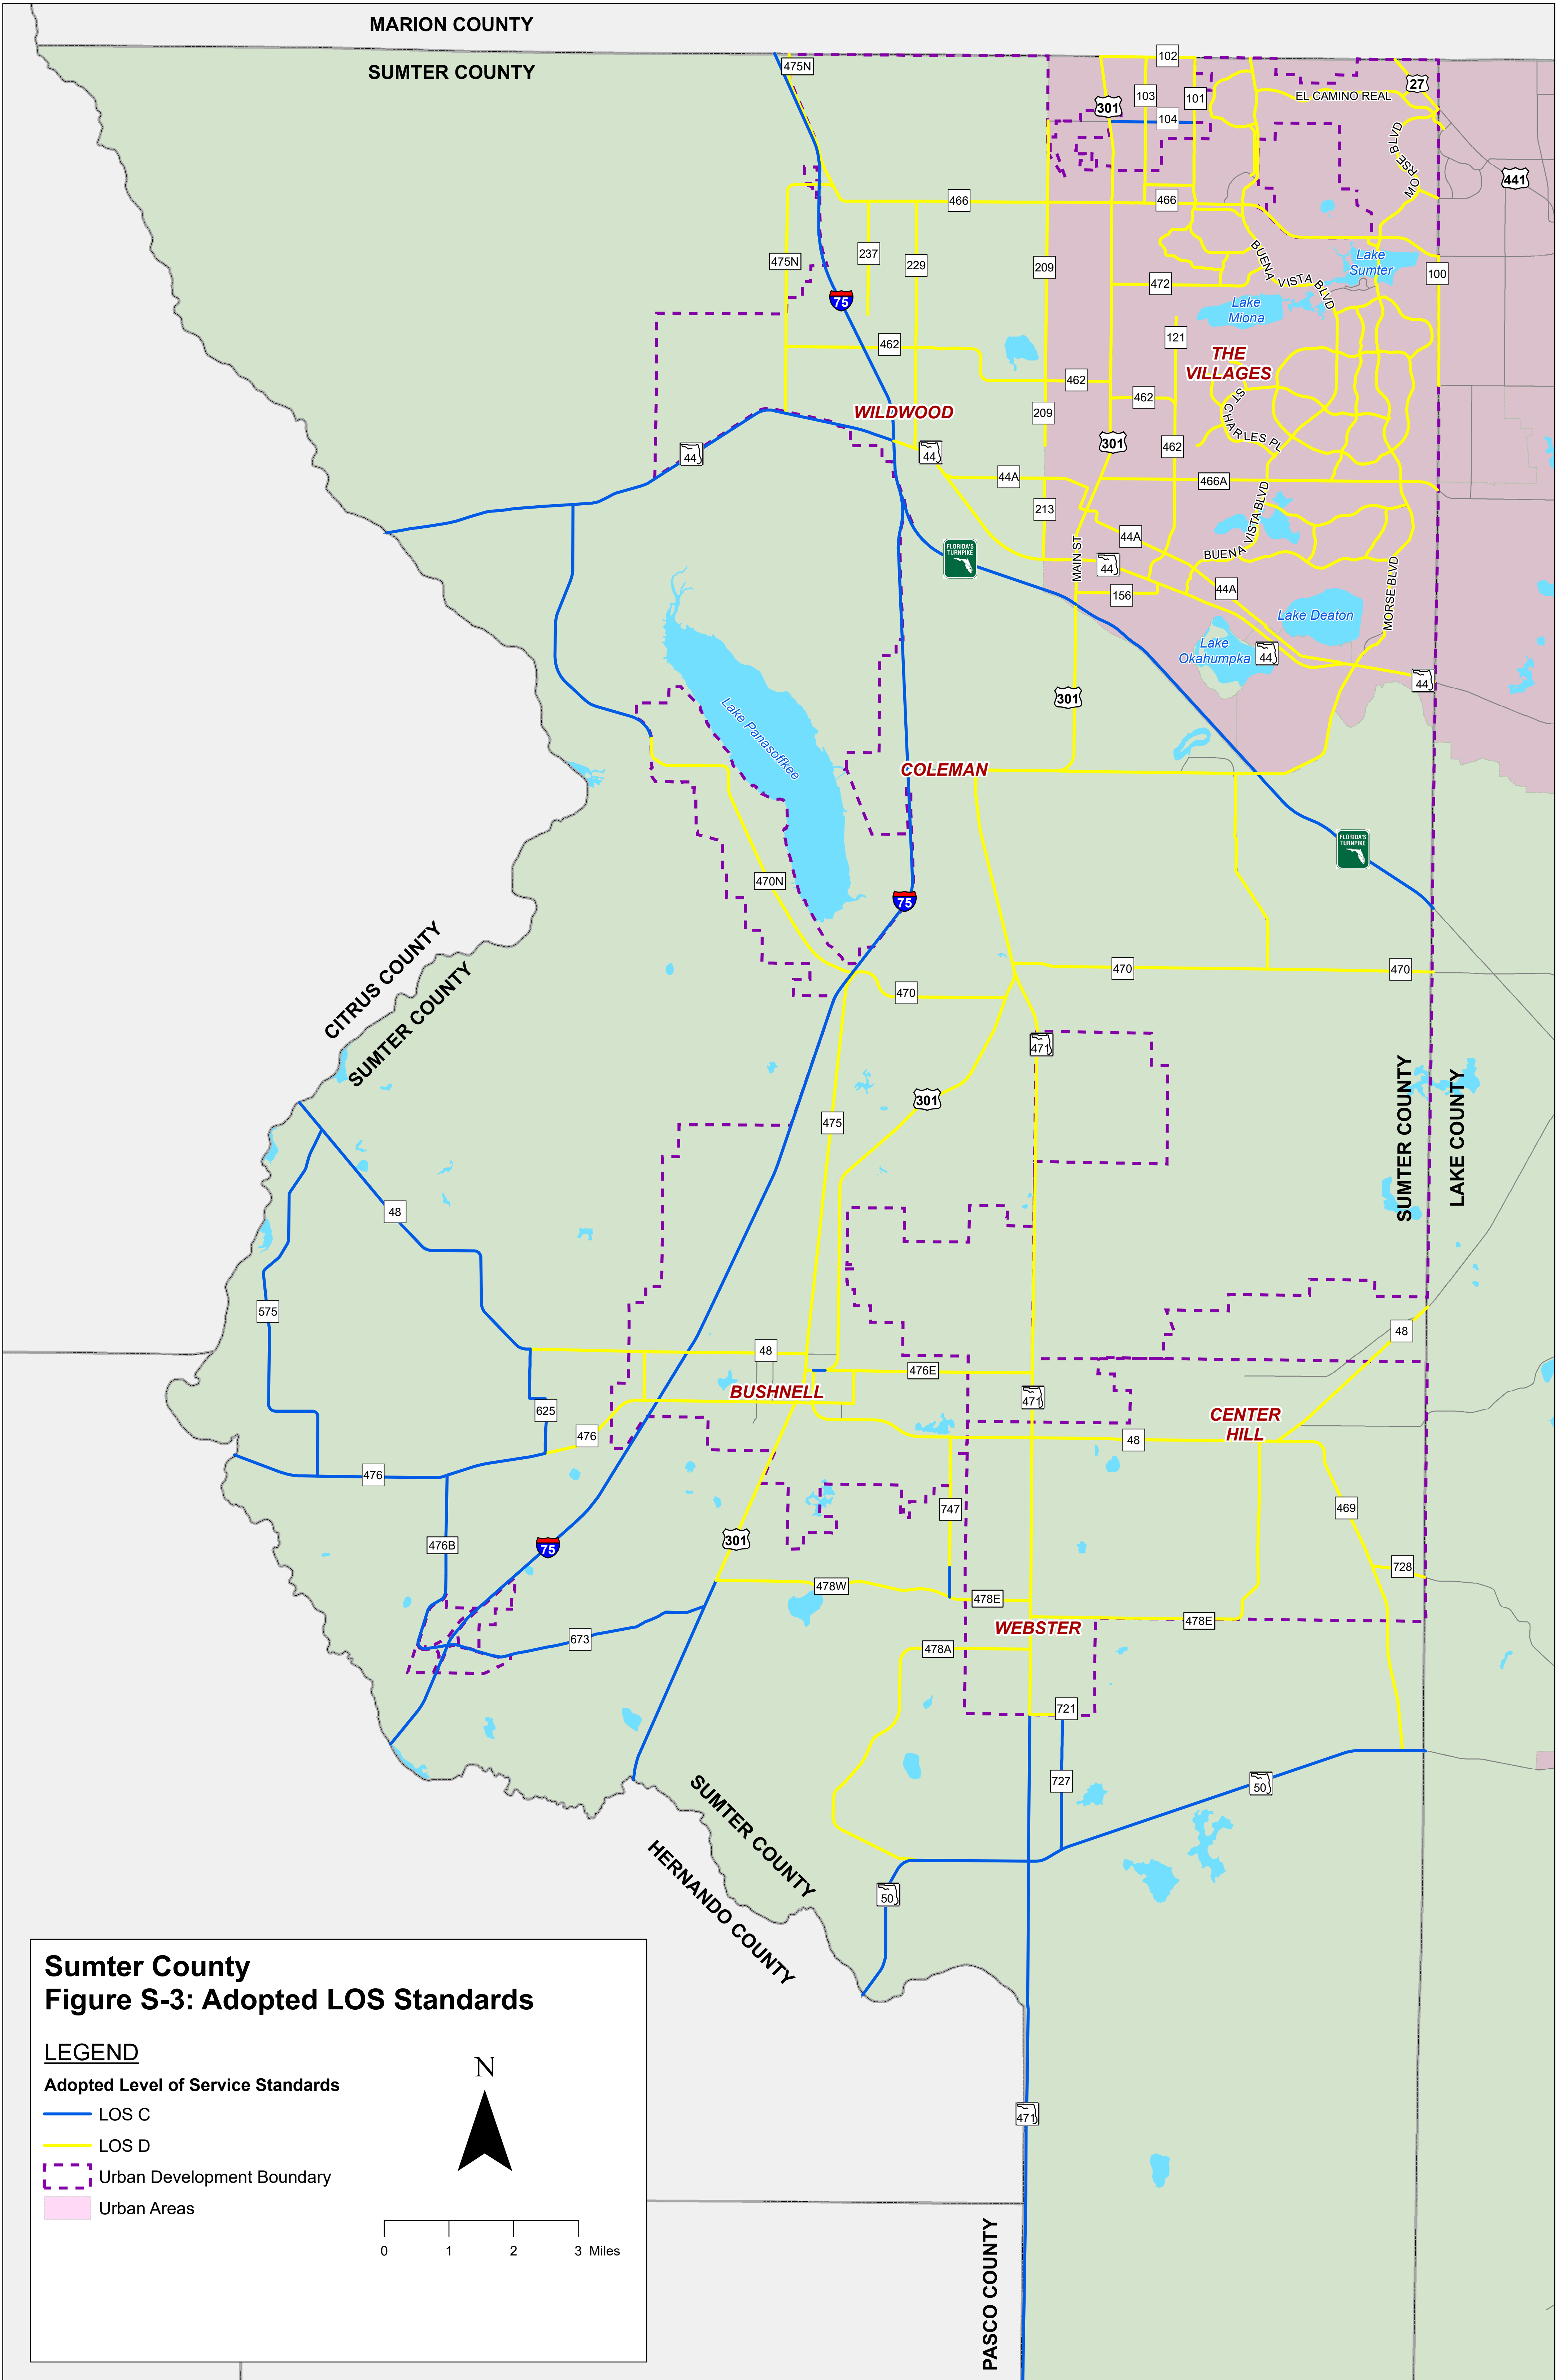 MARION COUNTY
SUMTER COUNTY
475N
102
27
301
103
101
EL CAMINO REAL
104
MORSE BLVD
441
466
466
475N
237
229
209
BUENA VISTA BLVD
Lake
Sumter
100
472
75
Lake
Miona
121
462
THE
VILLAGES
462
462
WILDWOOD
209
ST CHARLES PL
301
462
44
44
44A
466A
213
BUENA VISTA BLVD
44A
FLORIDA'S
TURNPIKE
MAIN ST
44
156
44A
MORSE BLVD
Lake Deaton
Lake
Okahumpka
44
44
301
Lake Panasoffkee
COLEMAN
FLORIDA'S
TURNPIKE
470N
75
CITRUS COUNTY
SUMTER COUNTY
470
470
470
471
301
475
SUMTER COUNTY
LAKE COUNTY
48
575
48
48
476E
BUSHNELL
471
625
CENTER
HILL
476
48
476
747
469
301
476B
75
728
478W
478E
478E
WEBSTER
673
478A
721
727
50
SUMTER COUNTY
HERNANDO COUNTY
50
471
PASCO COUNTY
Sumter County
Figure S-3: Adopted LOS Standards
LEGEND
Adopted Level of Service Standards
LOS C
LOS D
Urban Development Boundary
Urban Areas
N
0 1 2 3 Miles